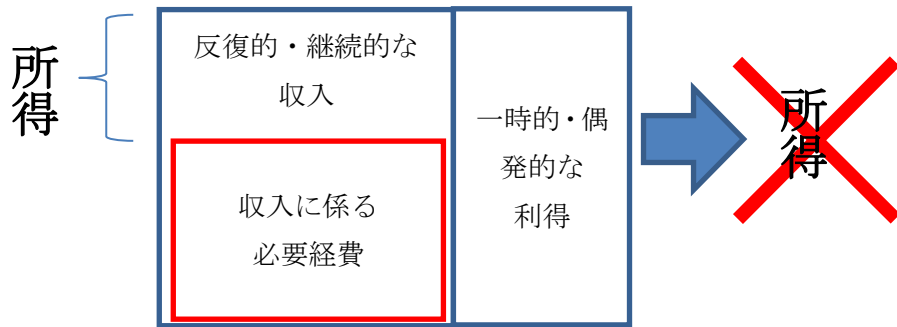 所得
反復的・継続的な
収入
収入に係る
必要経費
一時的・偶
発的な
利得
所得